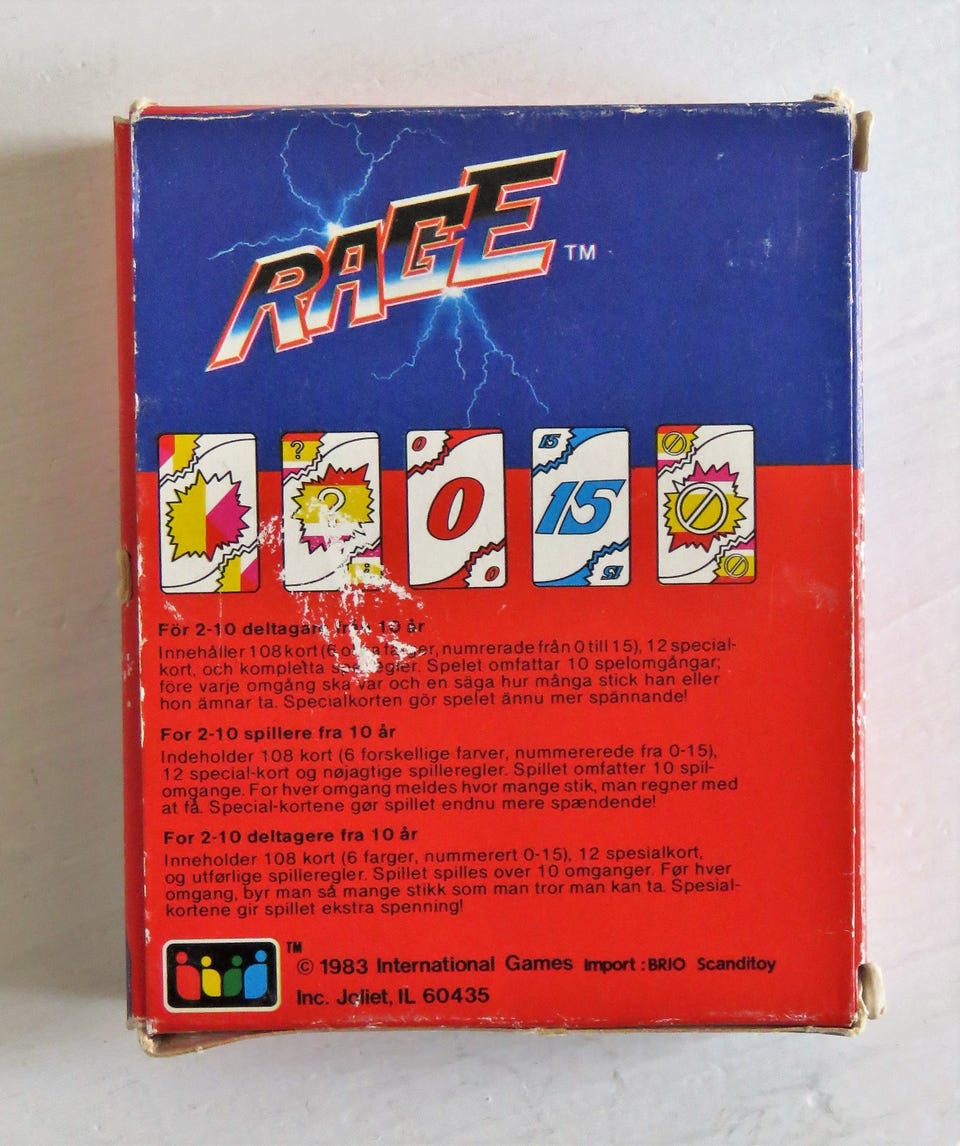 RAGE TM
? 0 15
? 0 15
0 15
För 2-10 deltagare från 10 år
Innehåller 108 kort (6 olika farger, numrerade från 0 till 15), 12 special-
kort, och kompletta spelregler. Spelet omfattar 10 spelomgångar;
före varje omgång ska var och en säga hur många stick han eller
hon ämnar ta. Specialkorten gör spelet ännu mer spännande!
For 2-10 spillere fra 10 år
Indeholder 108 kort (6 forskellige farver, nummererede fra 0-15),
12 special-kort og nøjagtige spilleregler. Spillet omfatter 10 spil-
omgange. For hver omgang meldes hvor mange stik, man regner med
at få. Special-kortene gør spillet endnu mere spændende!
For 2-10 deltagere fra 10 år
Inneholder 108 kort (6 farger, nummerert 0-15), 12 spesialkort,
og utførlige spilleregler. Spillet spilles over 10 omganger. Før hver
omgang, byr man så mange stikk som man tror man kan ta. Spesial-
kortene gir spillet ekstra spenning!
TM © 1983 International Games Import : BRIO Scanditoy
Inc. Joliet, IL 60435